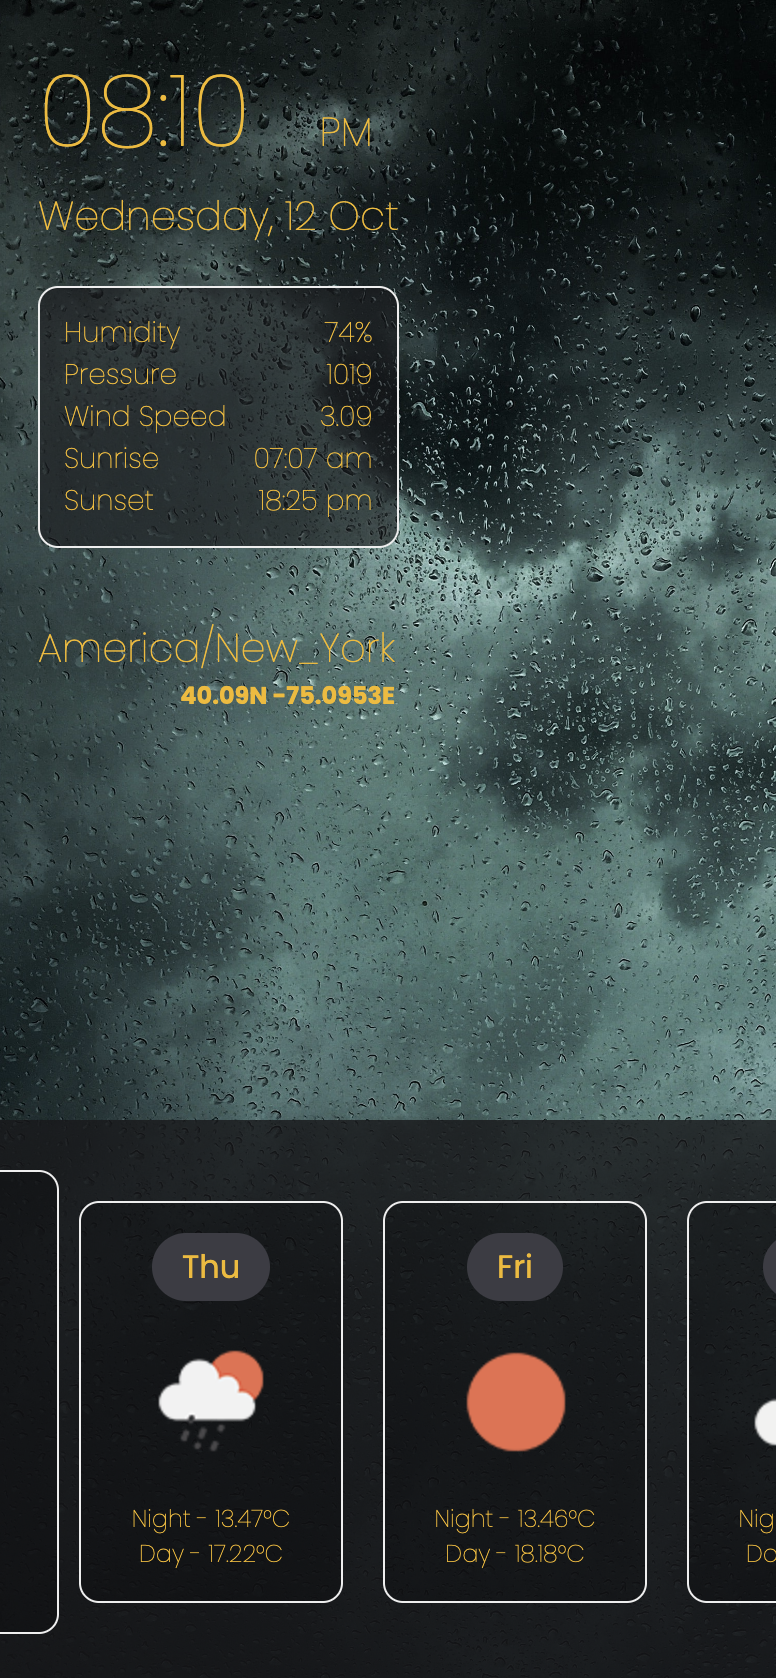 08:10 PM
Wednesday, 12 Oct
Humidity 74%
Pressure 1019
Wind Speed 3.09
Sunrise 07:07 am
Sunset 18:25 pm
America/New_York
40.09N -75.0953E
Thu
Night - 13.47°C
Day - 17.22°C
Fri
Night - 13.46°C
Day - 18.18°C